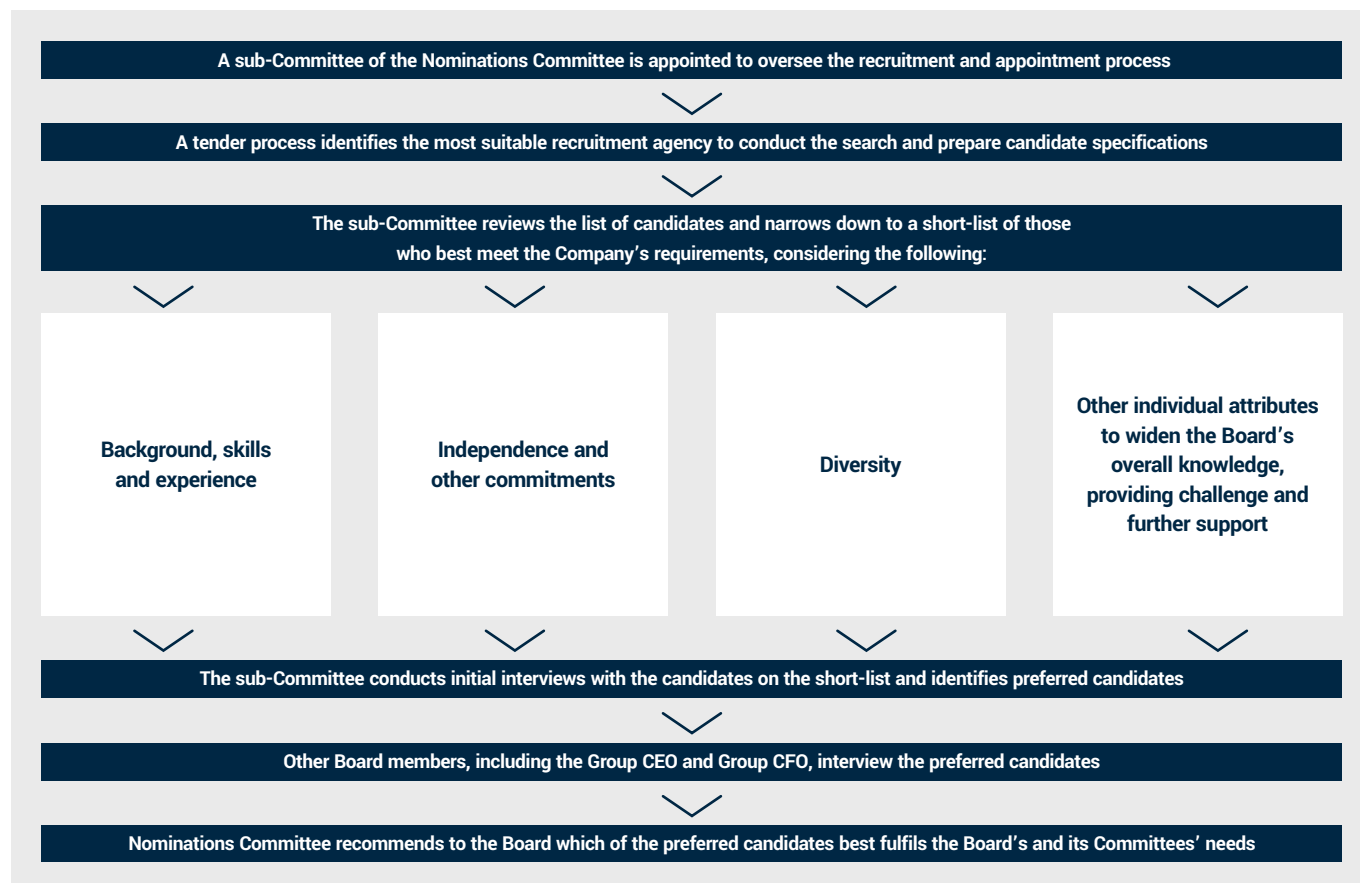 A sub-Committee of the Nominations Committee is appointed to oversee the recruitment and appointment process
A tender process identifies the most suitable recruitment agency to conduct the search and prepare candidate specifications
The sub-Committee reviews the list of candidates and narrows down to a short-list of those
who best meet the Company’s requirements, considering the following:
Background, skills
and experience
Independence and
other commitments
Diversity
Other individual attributes
to widen the Board’s
overall knowledge,
providing challenge and
further support
The sub-Committee conducts initial interviews with the candidates on the short-list and identifies preferred candidates
Other Board members, including the Group CEO and Group CFO, interview the preferred candidates
Nominations Committee recommends to the Board which of the preferred candidates best fulfils the Board’s and its Committees’ needs